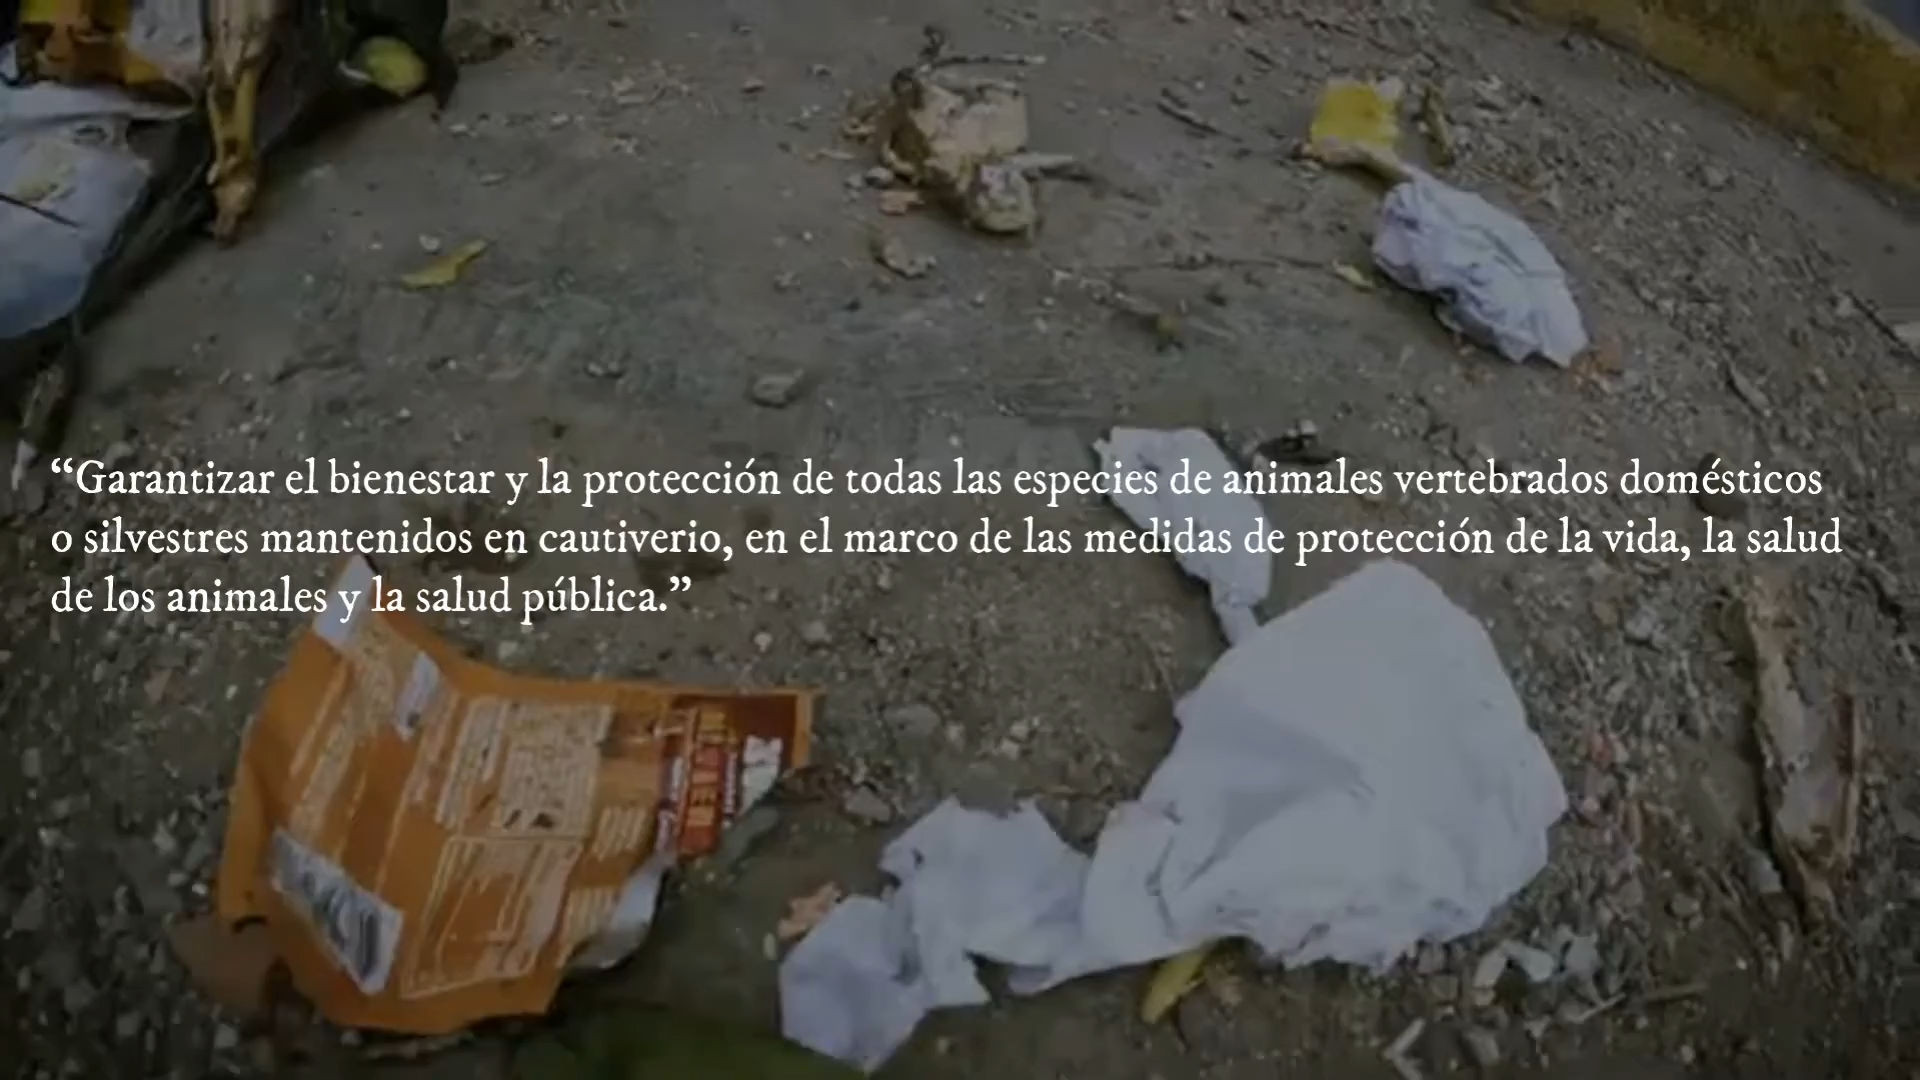 “Garantizar el bienestar y la protección de todas las especies de animales vertebrados domésticos
o silvestres mantenidos en cautiverio, en el marco de las medidas de protección de la vida, la salud
de los animales y la salud pública.”